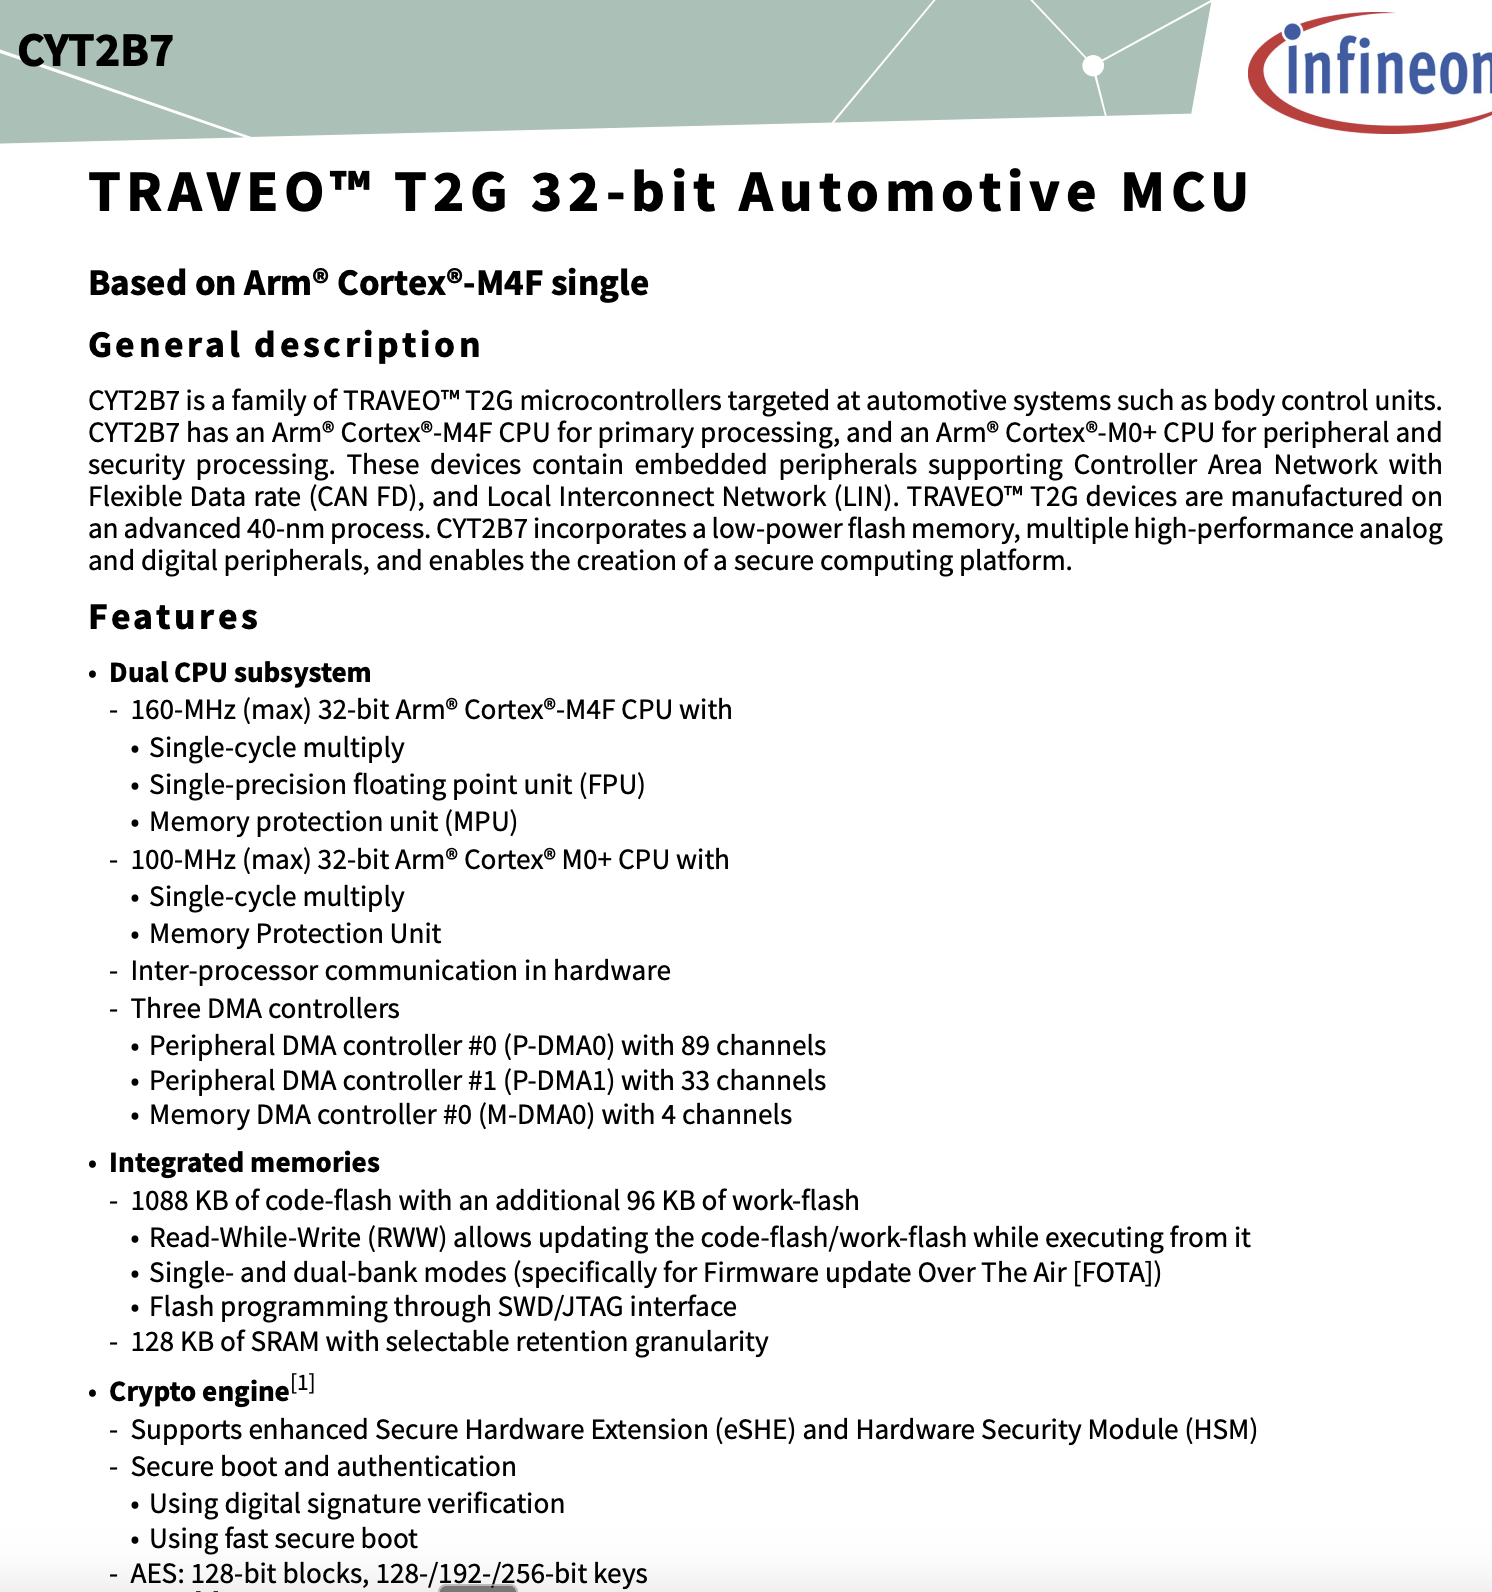 CYT2B7
infineon
TRAVEO™ T2G 32-bit Automotive MCU
Based on Arm® Cortex®-M4F single
General description
CYT2B7 is a family of TRAVEO™ T2G microcontrollers targeted at automotive systems such as body control units.
CYT2B7 has an Arm® Cortex®-M4F CPU for primary processing, and an Arm® Cortex®-M0+ CPU for peripheral and
security processing. These devices contain embedded peripherals supporting Controller Area Network with
Flexible Data rate (CAN FD), and Local Interconnect Network (LIN). TRAVEO™ T2G devices are manufactured on
an advanced 40-nm process. CYT2B7 incorporates a low-power flash memory, multiple high-performance analog
and digital peripherals, and enables the creation of a secure computing platform.
Features
• Dual CPU subsystem
- 160-MHz (max) 32-bit Arm® Cortex®-M4F CPU with
• Single-cycle multiply
• Single-precision floating point unit (FPU)
• Memory protection unit (MPU)
- 100-MHz (max) 32-bit Arm® Cortex® M0+ CPU with
• Single-cycle multiply
• Memory Protection Unit
- Inter-processor communication in hardware
- Three DMA controllers
• Peripheral DMA controller #0 (P-DMA0) with 89 channels
• Peripheral DMA controller #1 (P-DMA1) with 33 channels
• Memory DMA controller #0 (M-DMA0) with 4 channels
• Integrated memories
- 1088 KB of code-flash with an additional 96 KB of work-flash
• Read-While-Write (RWW) allows updating the code-flash/work-flash while executing from it
• Single- and dual-bank modes (specifically for Firmware update Over The Air [FOTA])
• Flash programming through SWD/JTAG interface
- 128 KB of SRAM with selectable retention granularity
• Crypto engine[1]
- Supports enhanced Secure Hardware Extension (eSHE) and Hardware Security Module (HSM)
- Secure boot and authentication
• Using digital signature verification
• Using fast secure boot
- AES: 128-bit blocks, 128-/192-/256-bit keys